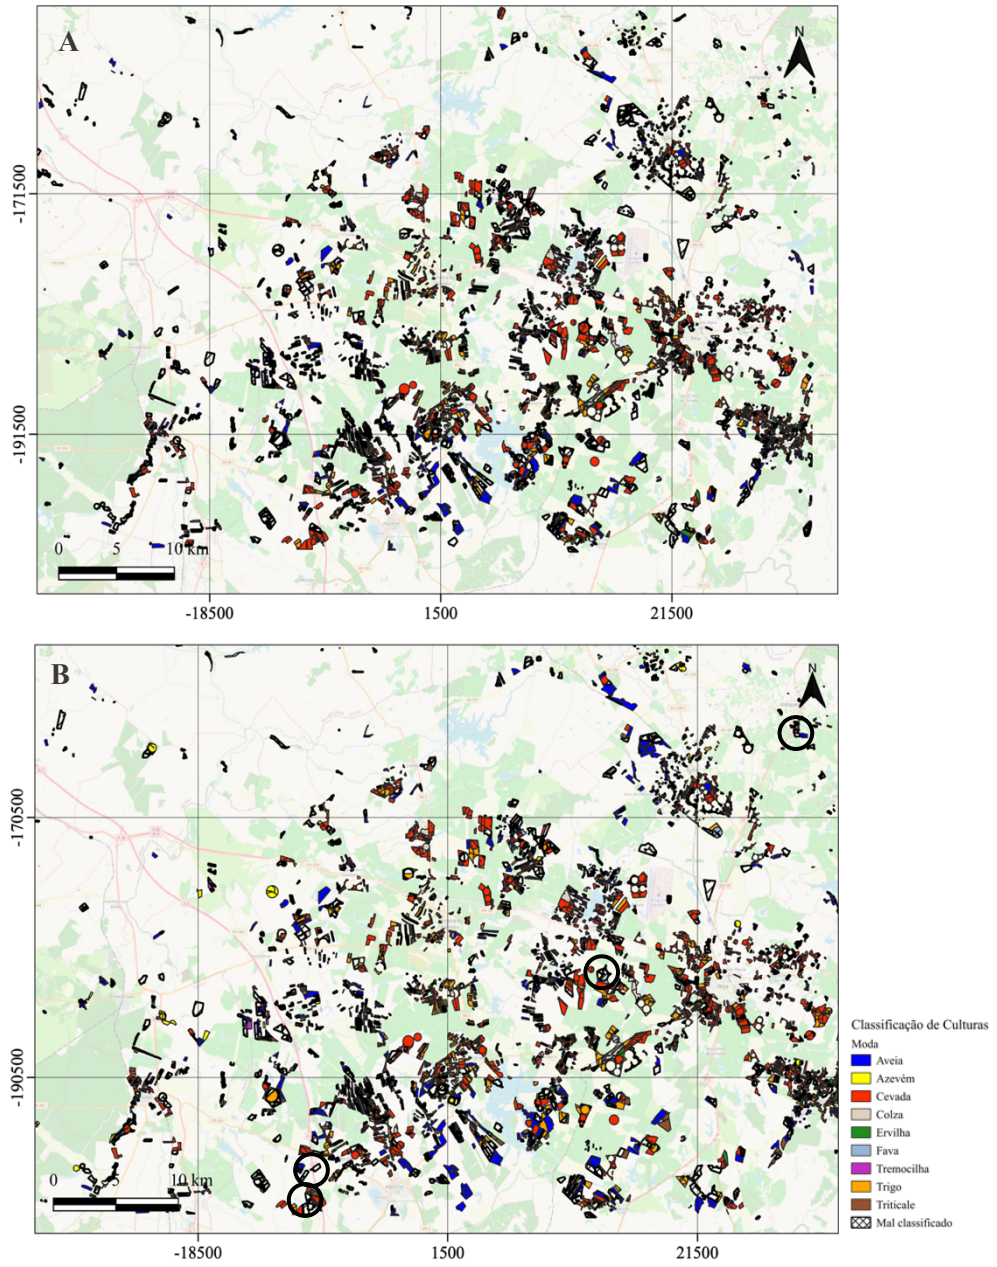 A
N
-171500
-191500
0 5 10 km
-18500 1500 21500
B
N
-170500
-190500
0 5 10 km
-18500 1500 21500
Classificação de Culturas
Moda
Aveia
Azevém
Cevada
Colza
Ervilha
Fava
Tremocilha
Trigo
Triticale
Mal classificado